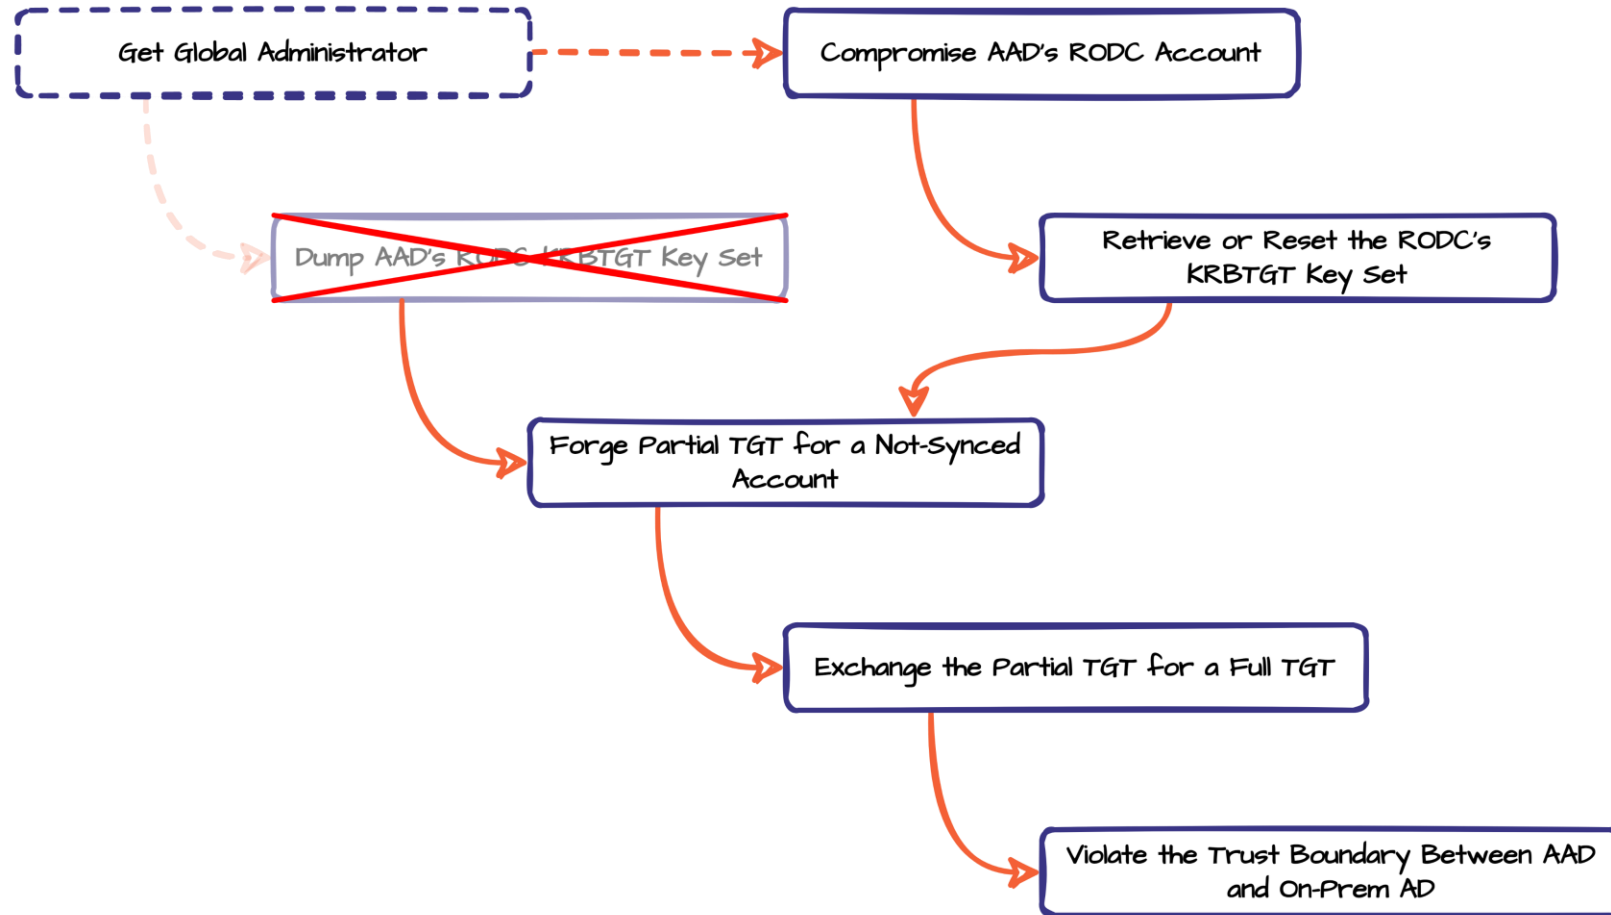 Get Global Administrator
Compromise AAD's RODC Account
Dump AAD's RODC KRBTGT Key Set
Retrieve or Reset the RODC's
KRBTGT Key Set
Forge Partial TGT for a Not-Synced
Account
Exchange the Partial TGT for a Full TGT
Violate the Trust Boundary Between AAD
and On-Prem AD